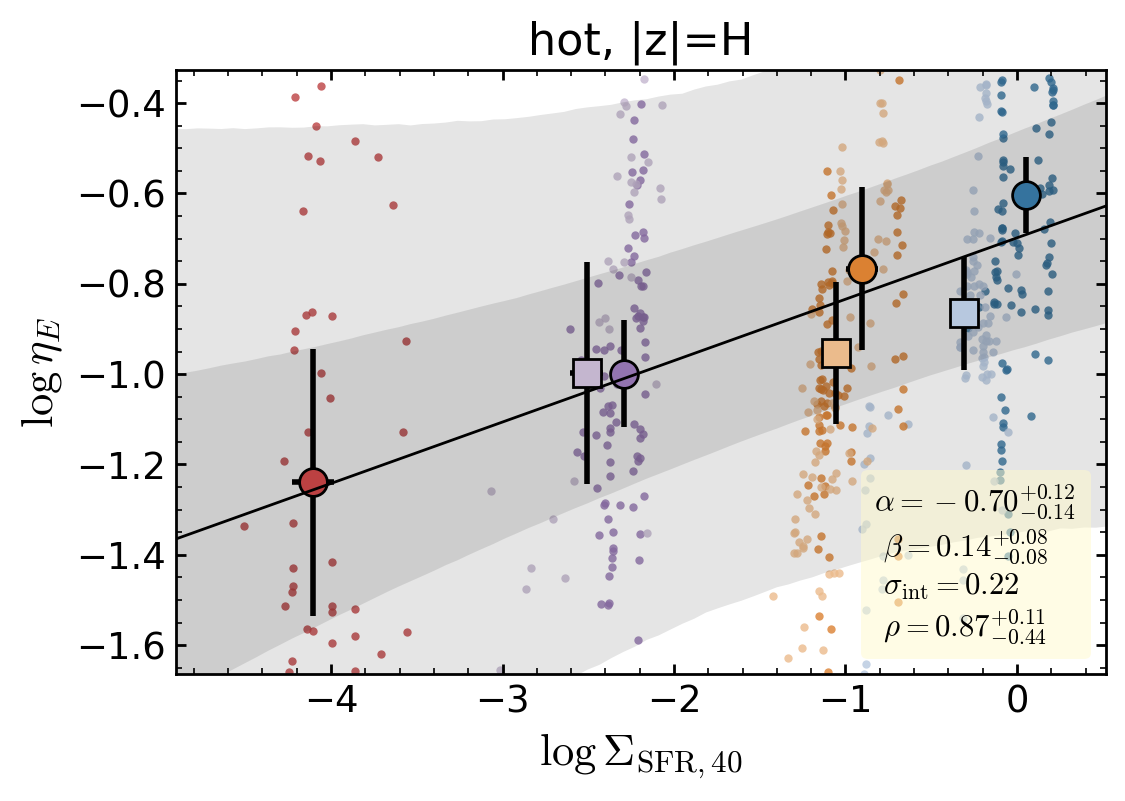 hot, |z|=H
−0.4
−0.6
−0.8
−1.0
−1.2
−1.4
−1.6
log η_E
α = −0.70^{+0.12}_{−0.14}
β = 0.14^{+0.08}_{−0.08}
σ_int = 0.22
ρ = 0.87^{+0.11}_{−0.44}
−4 −3 −2 −1 0
log Σ_{SFR, 40}